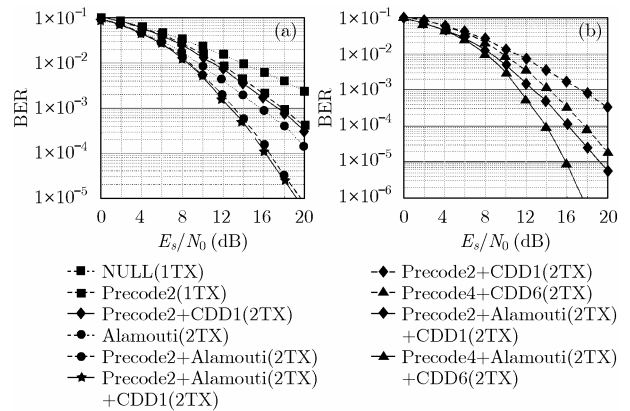 1×10⁻¹
1×10⁻²
1×10⁻³
1×10⁻⁴
1×10⁻⁵
BER
(a)
0 4 8 12 16 20
Es/N0 (dB)
NULL(1TX)
Precode2(1TX)
Precode2+CDD1(2TX)
Alamouti(2TX)
Precode2+Alamouti(2TX)
Precode2+Alamouti(2TX)
+CDD1(2TX)
1×10⁻¹
1×10⁻²
1×10⁻³
1×10⁻⁴
1×10⁻⁵
1×10⁻⁶
BER
(b)
0 4 8 12 16 20
Es/N0 (dB)
Precode2+CDD1(2TX)
Precode4+CDD6(2TX)
Precode2+Alamouti(2TX)
+CDD1(2TX)
Precode4+Alamouti(2TX)
+CDD6(2TX)